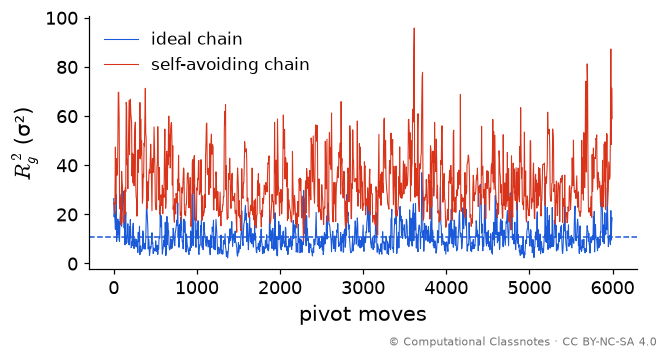 100
80
60
40
20
0
R_g^2 (σ²)
ideal chain
self-avoiding chain
0 1000 2000 3000 4000 5000 6000
pivot moves
© Computational Classnotes · CC BY-NC-SA 4.0